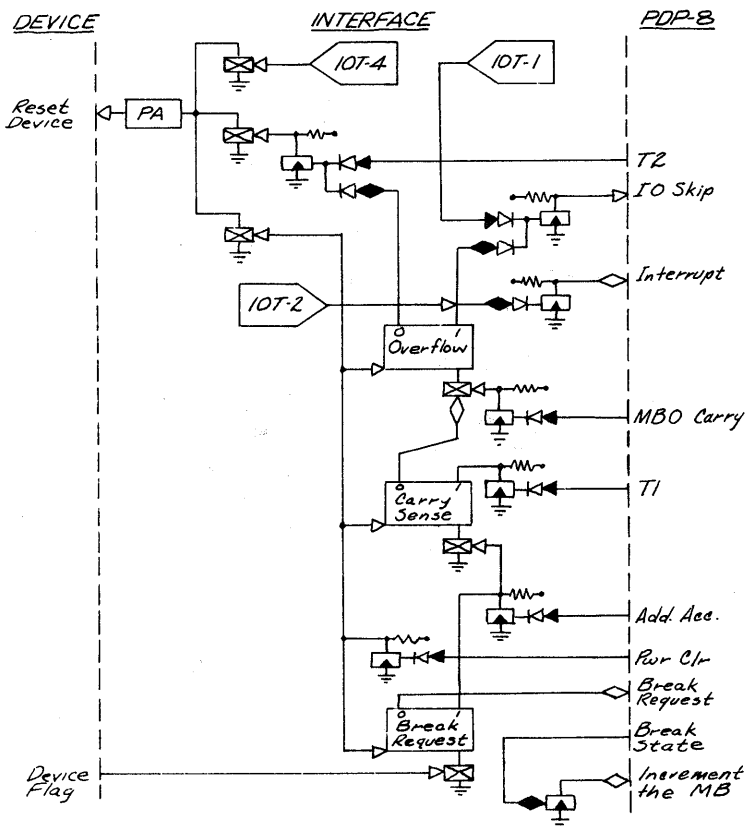 DEVICE
INTERFACE
PDP-8
IOT-4
IOT-1
Reset
Device
PA
T2
IO Skip
Interrupt
IOT-2
0 1
Overflow
MBO Carry
0 1
Carry
Sense
T1
Add. Acc.
Pwr Clr
Break
Request
0 1
Break
Request
Break
State
Device
Flag
Increment
the MB